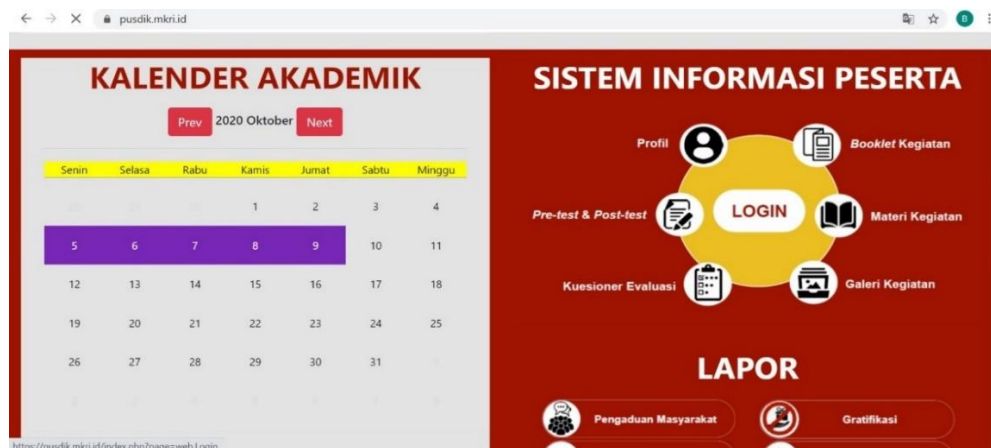 pusdik.mkri.id
B
KALENDER AKADEMIK
Prev 2020 Oktober Next
Senin Selasa Rabu Kamis Jumat Sabtu Minggu
1 2 3 4
5 6 7 8 9 10 11
12 13 14 15 16 17 18
19 20 21 22 23 24 25
26 27 28 29 30 31
SISTEM INFORMASI PESERTA
Profil
Booklet Kegiatan
Pre-test & Post-test
LOGIN
Materi Kegiatan
Kuesioner Evaluasi
Galeri Kegiatan
LAPOR
Pengaduan Masyarakat
Gratifikasi
https://pusdik.mkri.id/index.php?page=web.Login